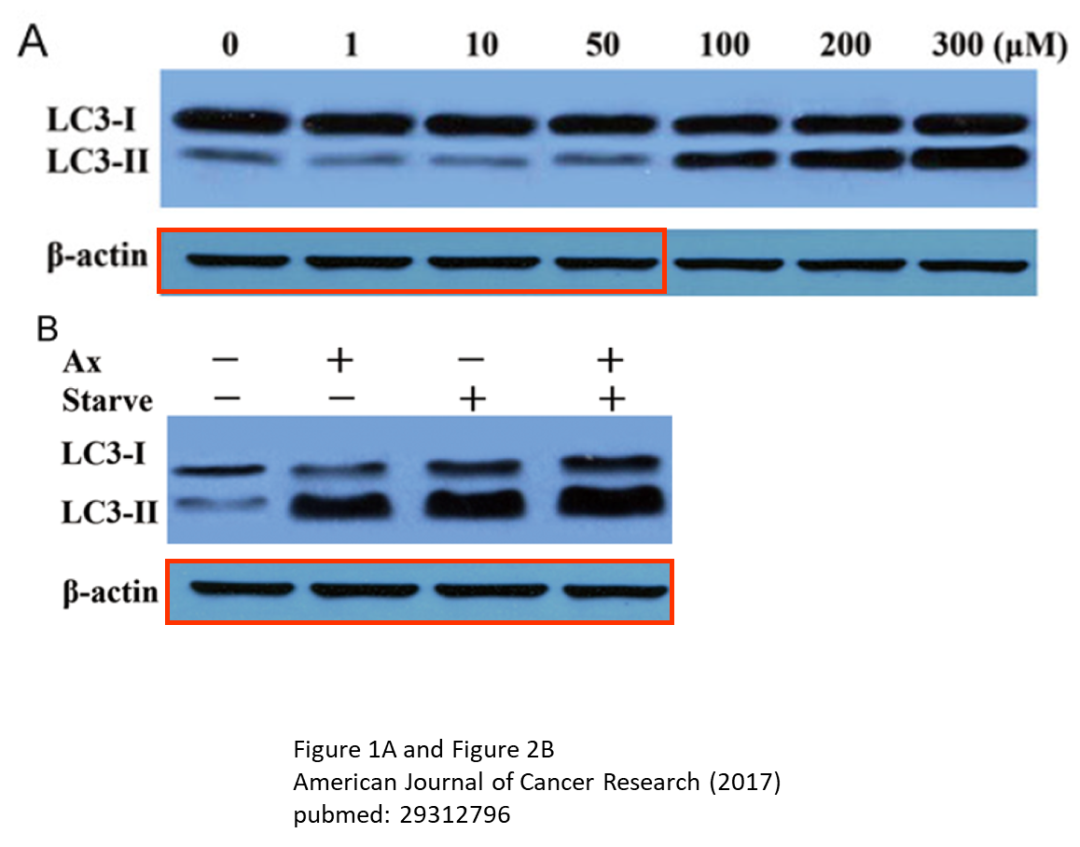 A
0 1 10 50 100 200 300 (μM)
LC3-I
LC3-II
β-actin
B
Ax − + − +
Starve − − + +
LC3-I
LC3-II
β-actin
Figure 1A and Figure 2B
American Journal of Cancer Research (2017)
pubmed: 29312796